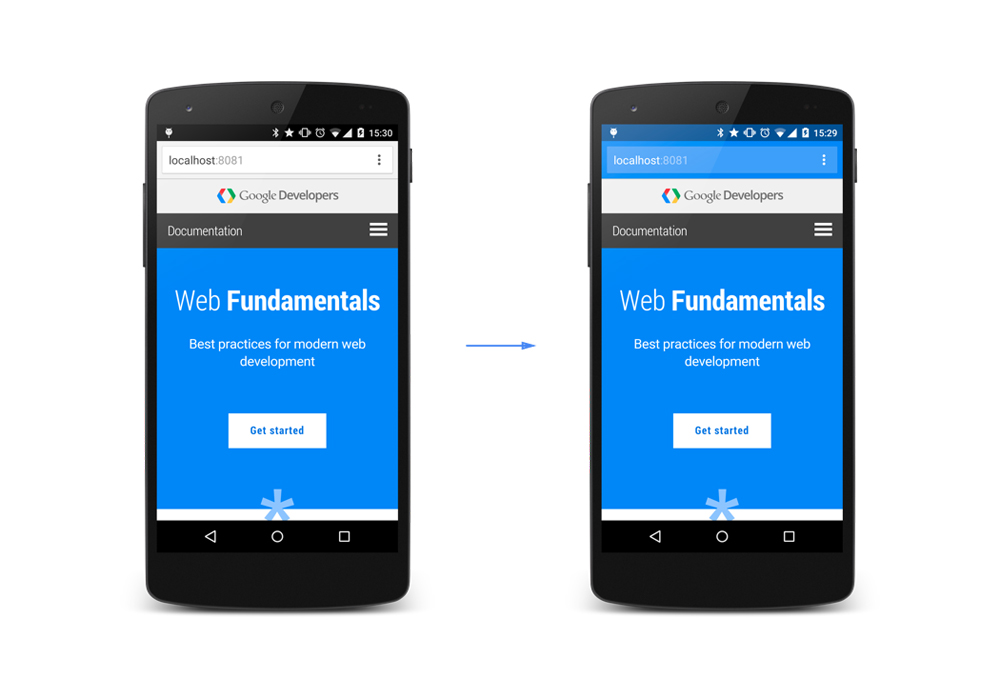 15:30
localhost:8081
Google Developers
Documentation
Web Fundamentals
Best practices for modern web
development
Get started
*
15:29
localhost:8081
Google Developers
Documentation
Web Fundamentals
Best practices for modern web
development
Get started
*